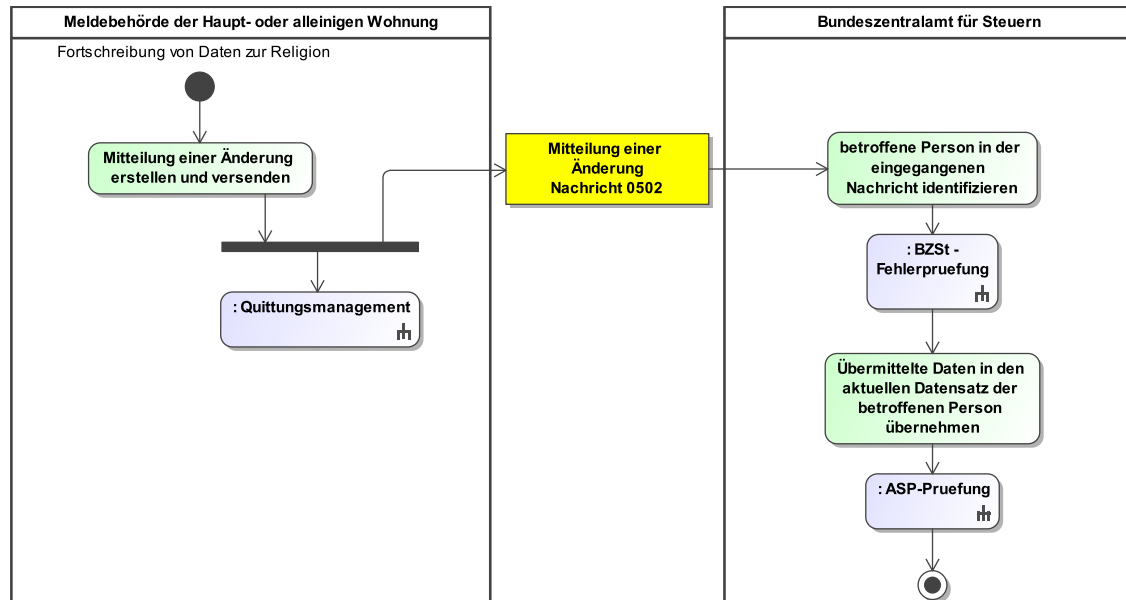 Meldebehörde der Haupt- oder alleinigen Wohnung
Fortschreibung von Daten zur Religion
Mitteilung einer Änderung
erstellen und versenden
: Quittungsmanagement
Mitteilung einer
Änderung
Nachricht 0502
Bundeszentralamt für Steuern
betroffene Person in der
eingegangenen
Nachricht identifizieren
: BZSt -
Fehlerpruefung
Übermittelte Daten in den
aktuellen Datensatz der
betroffenen Person
übernehmen
: ASP-Pruefung